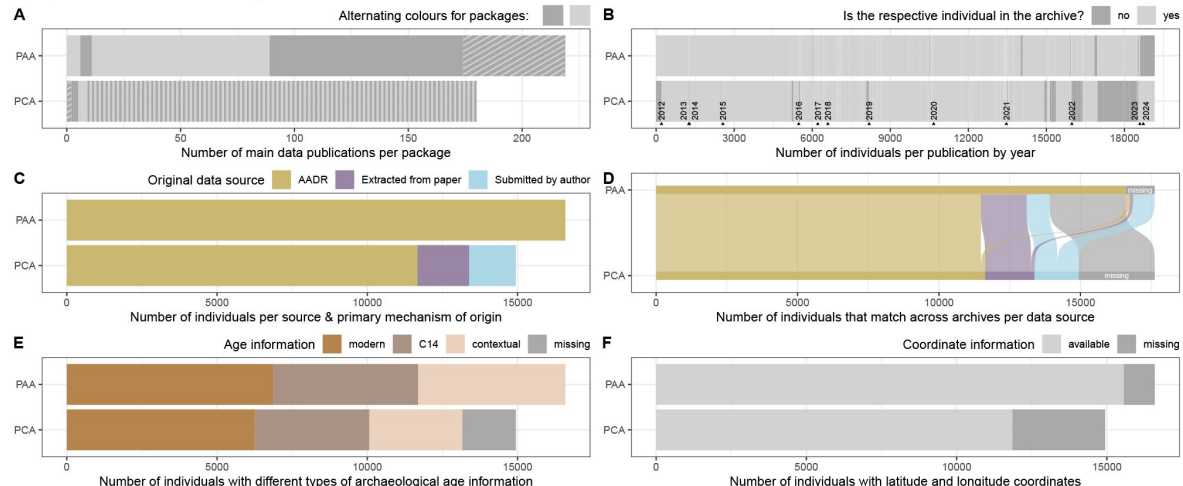 A
Alternating colours for packages:
PAA
PCA
0
50
100
150
200
Number of main data publications per package
B
Is the respective individual in the archive?
no
yes
PAA
PCA
2012
2013
2014
2015
2016
2017
2018
2019
2020
2021
2022
2023
2024
0
3000
6000
9000
12000
15000
18000
Number of individuals per publication by year
C
Original data source
AADR
Extracted from paper
Submitted by author
PAA
PCA
0
5000
10000
15000
Number of individuals per source & primary mechanism of origin
D
PAA
missing
PCA
missing
0
5000
10000
15000
Number of individuals that match across archives per data source
E
Age information
modern
C14
contextual
missing
PAA
PCA
0
5000
10000
15000
Number of individuals with different types of archaeological age information
F
Coordinate information
available
missing
PAA
PCA
0
5000
10000
15000
Number of individuals with latitude and longitude coordinates